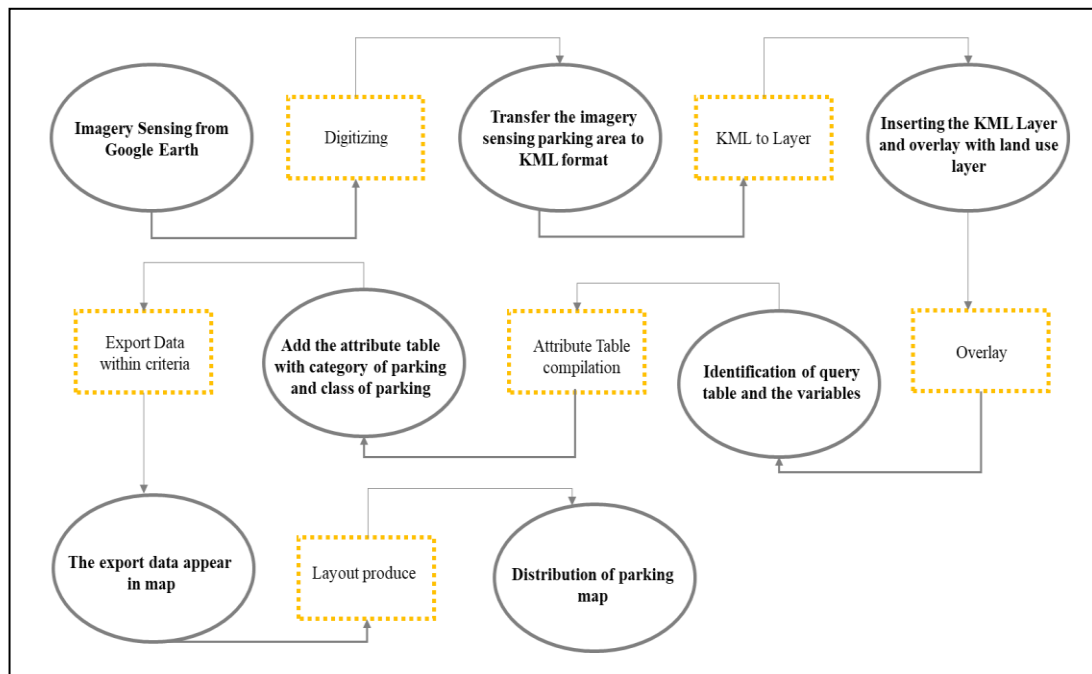 Imagery Sensing from
Google Earth
Digitizing
Transfer the imagery
sensing parking area to
KML format
KML to Layer
Inserting the KML Layer
and overlay with land use
layer
Export Data
within criteria
Add the attribute table
with category of parking
and class of parking
Attribute Table
compilation
Identification of query
table and the variables
Overlay
The export data appear
in map
Layout produce
Distribution of parking
map